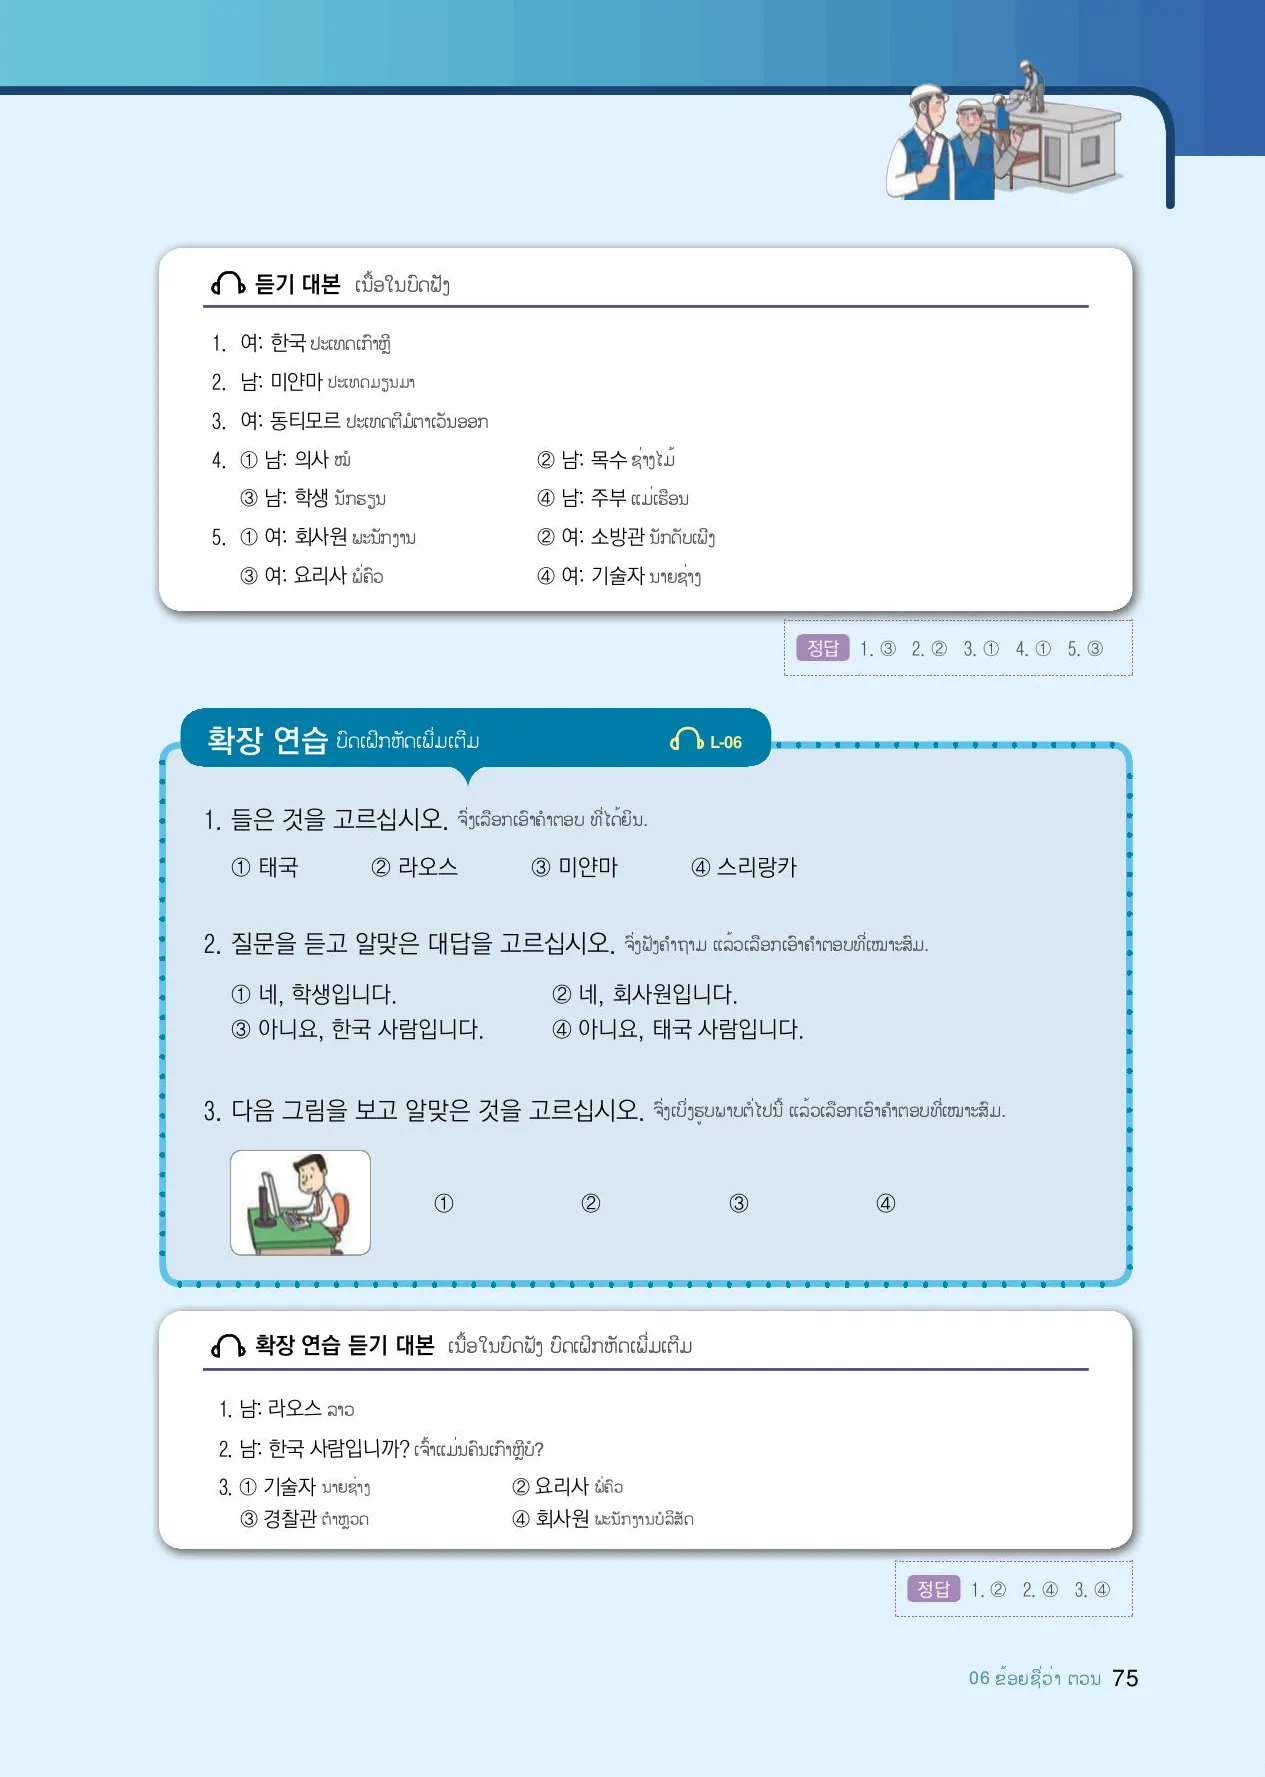 듣기 대본 ເນື້ອໃນບົດຟັງ
1. 여: 한국 ປະເທດເກົາຫຼີ
2. 남: 미얀마 ປະເທດມຽນມາ
3. 여: 동티모르 ປະເທດຕີມໍຕາເວັນອອກ
4. ① 남: 의사 ໝໍ ② 남: 목수 ຊ່າງໄມ້
③ 남: 학생 ນັກຮຽນ ④ 남: 주부 ແມ່ເຮືອນ
5. ① 여: 회사원 ພະນັກງານ ② 여: 소방관 ນັກດັບເພີງ
③ 여: 요리사 ພໍ່ຄົວ ④ 여: 기술자 ນາຍຊ່າງ
정답 1. ③ 2. ② 3. ① 4. ① 5. ③
확장 연습 ບົດເຝິກຫັດເພີ່ມເຕີມ L-06
1. 들은 것을 고르십시오. ຈົ່ງເລືອກເອົາຄຳຕອບ ທີ່ໄດ້ຍິນ.
① 태국 ② 라오스 ③ 미얀마 ④ 스리랑카
2. 질문을 듣고 알맞은 대답을 고르십시오. ຈົ່ງຟັງຄຳຖາມ ແລ້ວເລືອກເອົາຄຳຕອບທີ່ເໝາະສົມ.
① 네, 학생입니다. ② 네, 회사원입니다.
③ 아니요, 한국 사람입니다. ④ 아니요, 태국 사람입니다.
3. 다음 그림을 보고 알맞은 것을 고르십시오. ຈົ່ງເບິ່ງຮູບພາບຕໍ່ໄປນີ້ ແລ້ວເລືອກເອົາຄຳຕອບທີ່ເໝາະສົມ.
① ② ③ ④
확장 연습 듣기 대본 ເນື້ອໃນບົດຟັງ ບົດເຝິກຫັດເພີ່ມເຕີມ
1. 남: 라오스 ລາວ
2. 남: 한국 사람입니까? ເຈົ້າແມ່ນຄົນເກົາຫຼີບໍ?
3. ① 기술자 ນາຍຊ່າງ ② 요리사 ພໍ່ຄົວ
③ 경찰관 ຕຳຫຼວດ ④ 회사원 ພະນັກງານບໍລິສັດ
정답 1. ② 2. ④ 3. ④
06 ຂ້ອຍຊື່ວ່າ ຕວນ 75